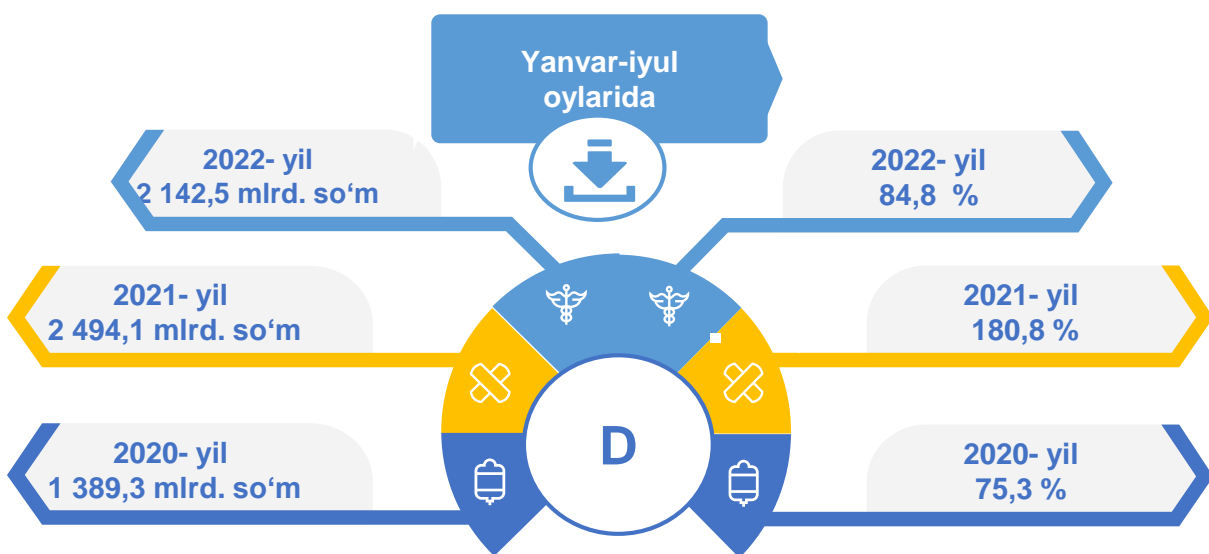 Yanvar-iyul
oylarida
2022- yil
2 142,5 mlrd. so‘m
2022- yil
84,8 %
2021- yil
2 494,1 mlrd. so‘m
2021- yil
180,8 %
2020- yil
1 389,3 mlrd. so‘m
2020- yil
75,3 %
D